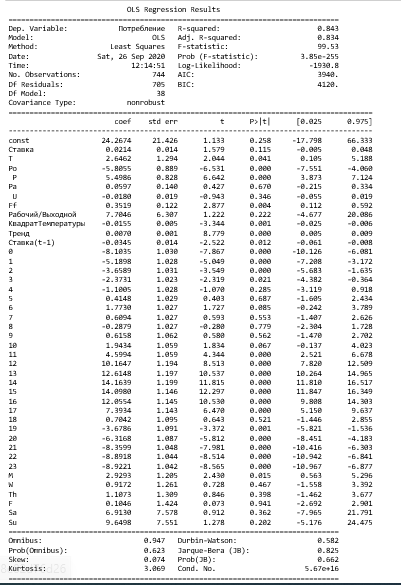 OLS Regression Results
Dep. Variable: Потребление R-squared: 0.843
Model: OLS Adj. R-squared: 0.834
Method: Least Squares F-statistic: 99.53
Date: Sat, 26 Sep 2020 Prob (F-statistic): 3.85e-255
Time: 12:14:51 Log-Likelihood: -1930.8
No. Observations: 744 AIC: 3940.
Df Residuals: 705 BIC: 4120.
Df Model: 38
Covariance Type: nonrobust
coef std err t P>|t| [0.025 0.975]
const 24.2674 21.426 1.133 0.258 -17.798 66.333
Ставка 0.0214 0.014 1.579 0.115 -0.005 0.048
T 2.6462 1.294 2.044 0.041 0.105 5.188
Po -5.8055 0.889 -6.531 0.000 -7.551 -4.060
P 5.4986 0.828 6.642 0.000 3.873 7.124
Pa 0.0597 0.140 0.427 0.670 -0.215 0.334
U -0.0180 0.019 -0.943 0.346 -0.055 0.019
Ff 0.3519 0.122 2.877 0.004 0.112 0.592
Рабочий/Выходной 7.7046 6.307 1.222 0.222 -4.677 20.086
КвадратТемпературы -0.0155 0.005 -3.344 0.001 -0.025 -0.006
Тренд 0.0070 0.001 8.779 0.000 0.005 0.009
Ставка(t-1) -0.0345 0.014 -2.522 0.012 -0.061 -0.008
0 -8.1035 1.030 -7.867 0.000 -10.126 -6.081
1 -5.1898 1.028 -5.049 0.000 -7.208 -3.172
2 -3.6589 1.031 -3.549 0.000 -5.683 -1.635
3 -2.3731 1.023 -2.319 0.021 -4.382 -0.364
4 -1.1005 1.028 -1.070 0.285 -3.119 0.918
5 0.4148 1.029 0.403 0.687 -1.605 2.434
6 1.7730 1.027 1.727 0.085 -0.242 3.789
7 0.6094 1.027 0.593 0.553 -1.407 2.626
8 -0.2879 1.027 -0.280 0.779 -2.304 1.728
9 0.6158 1.062 0.580 0.562 -1.470 2.702
10 1.9434 1.059 1.834 0.067 -0.137 4.023
11 4.5994 1.059 4.344 0.000 2.521 6.678
12 10.1647 1.194 8.513 0.000 7.820 12.509
13 12.6148 1.197 10.537 0.000 10.264 14.965
14 14.1639 1.199 11.815 0.000 11.810 16.517
15 14.0980 1.146 12.297 0.000 11.847 16.349
16 12.0554 1.145 10.530 0.000 9.808 14.303
17 7.3934 1.143 6.470 0.000 5.150 9.637
18 0.7042 1.095 0.643 0.521 -1.446 2.855
19 -3.6786 1.091 -3.372 0.001 -5.821 -1.536
20 -6.3168 1.087 -5.812 0.000 -8.451 -4.183
21 -8.3599 1.048 -7.981 0.000 -10.416 -6.303
22 -8.8918 1.044 -8.514 0.000 -10.942 -6.841
23 -8.9221 1.042 -8.565 0.000 -10.967 -6.877
M 2.9293 1.205 2.430 0.015 0.563 5.296
W 0.9172 1.261 0.728 0.467 -1.558 3.392
Th 1.1073 1.309 0.846 0.398 -1.462 3.677
F 0.1046 1.424 0.073 0.941 -2.692 2.901
Sa 6.9130 7.578 0.912 0.362 -7.965 21.791
Su 9.6498 7.551 1.278 0.202 -5.176 24.475
Omnibus: 0.947 Durbin-Watson: 0.582
Prob(Omnibus): 0.623 Jarque-Bera (JB): 0.825
Skew: 0.074 Prob(JB): 0.662
Kurtosis: 3.069 Cond. No. 5.67e+16